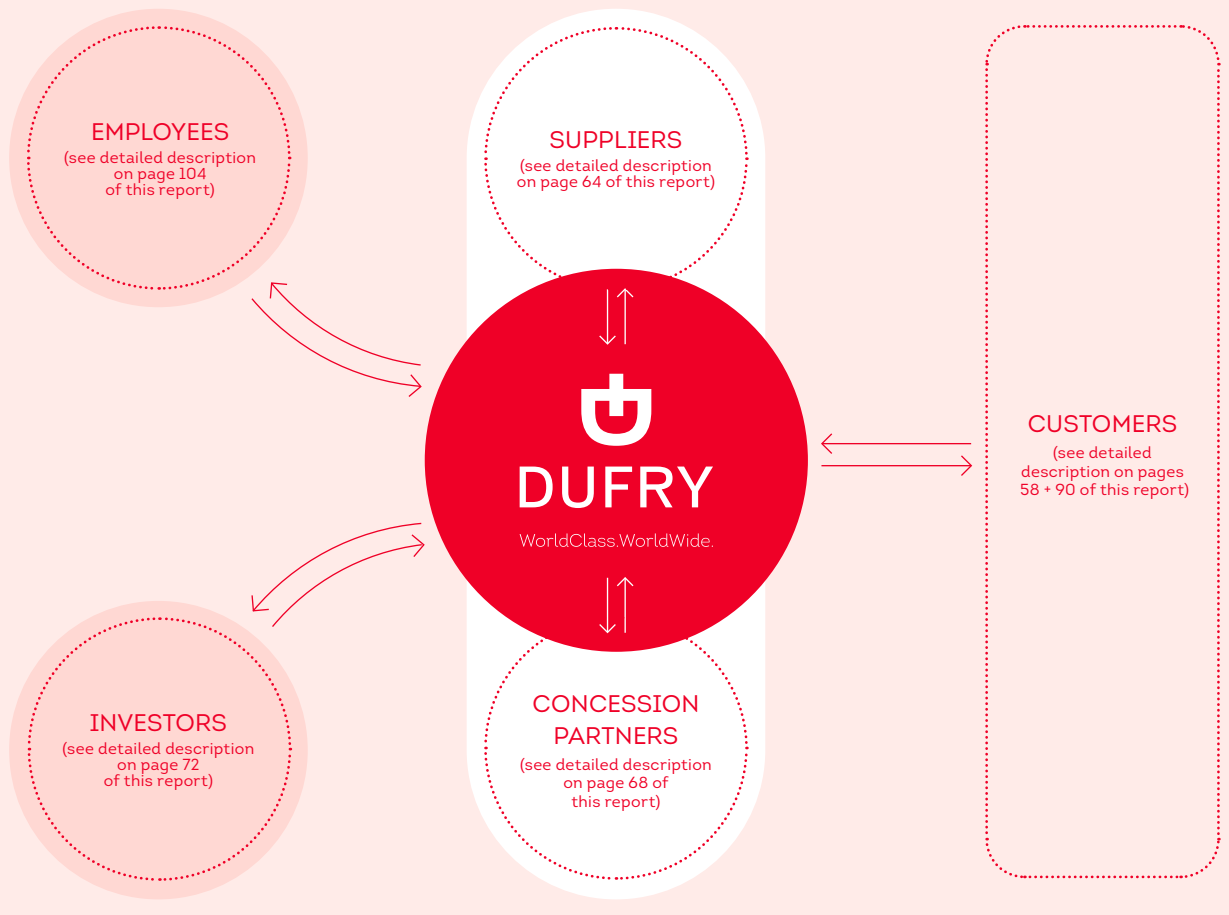 EMPLOYEES
(see detailed description
on page 104
of this report)
SUPPLIERS
(see detailed description
on page 64 of this report)
DUFRY
WorldClass.WorldWide.
CUSTOMERS
(see detailed
description on pages
58 + 90 of this report)
INVESTORS
(see detailed description
on page 72
of this report)
CONCESSION
PARTNERS
(see detailed description
on page 68 of
this report)